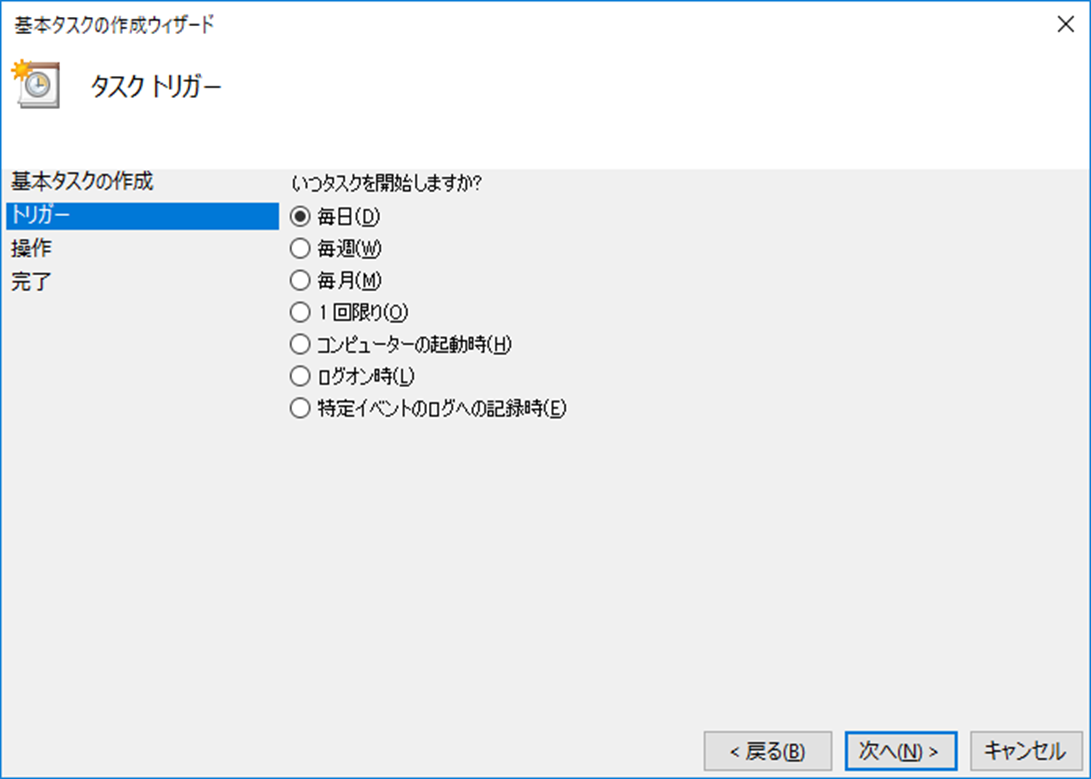 基本タスクの作成ウィザード
タスク トリガー
基本タスクの作成
トリガー
操作
完了
いつタスクを開始しますか?
毎日(D)
毎週(W)
毎月(M)
1 回限り(O)
コンピューターの起動時(H)
ログオン時(L)
特定イベントのログへの記録時(E)
< 戻る(B)
次へ(N) >
キャンセル